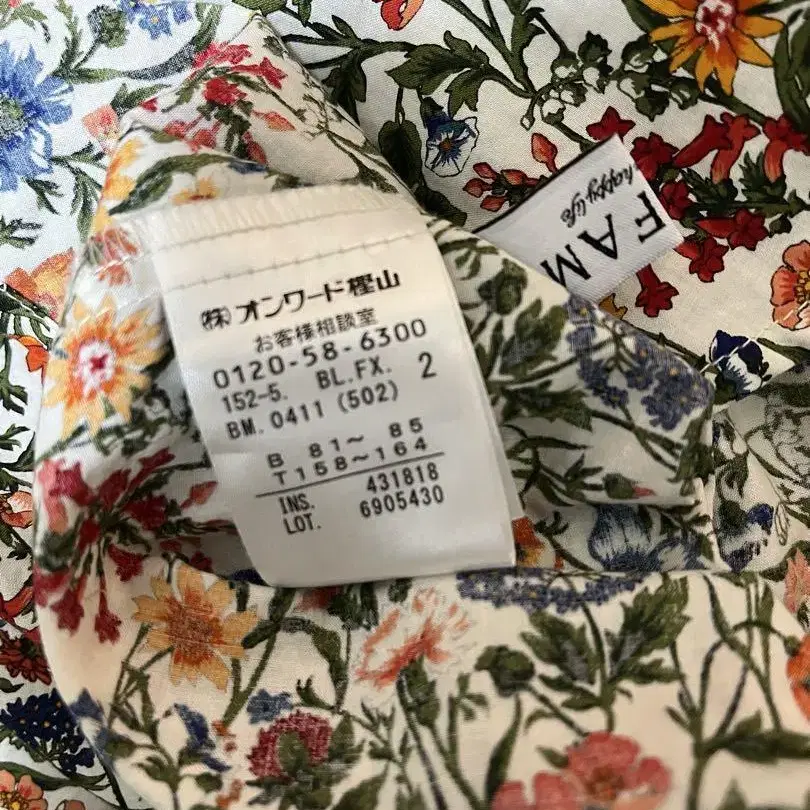 ㈱オンワード樫山
お客様相談室
0120-58-6300
152-5. BL.FX. 2
BM.0411(502)
B 81~ 85
T158~164
INS. 431818
LOT. 6905430
FAM
happy life